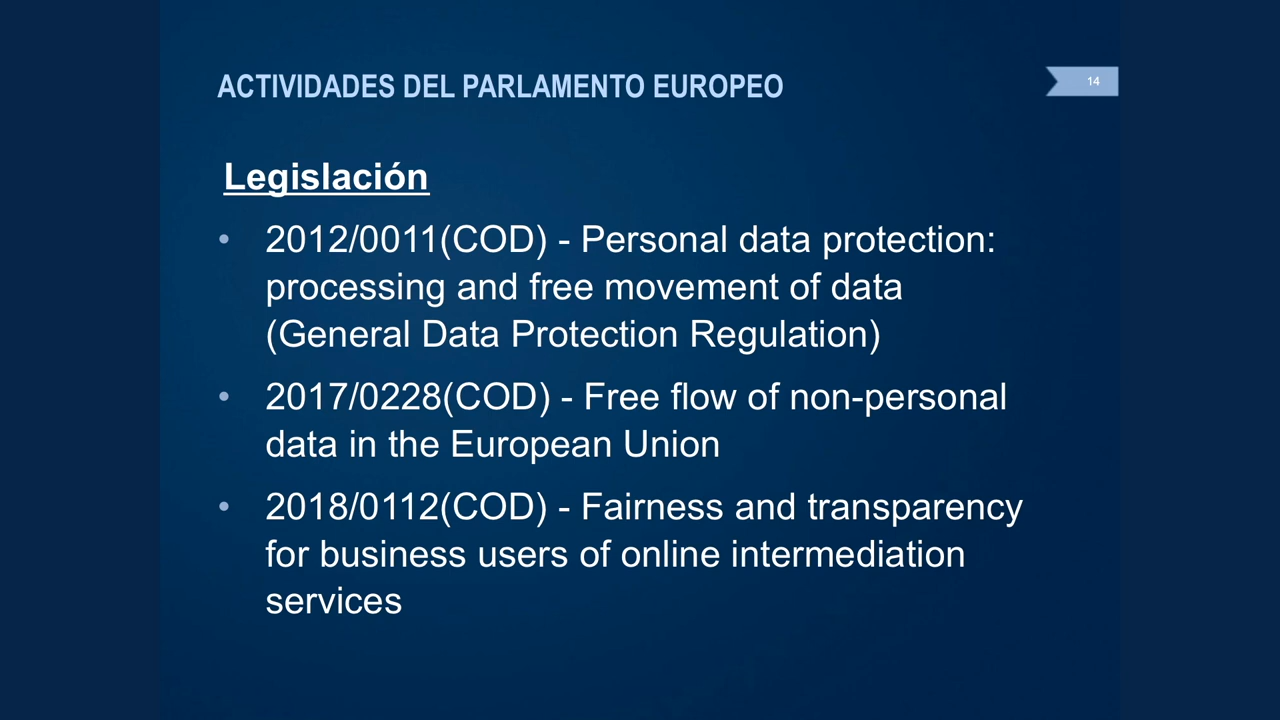 ACTIVIDADES DEL PARLAMENTO EUROPEO
14
Legislación
• 2012/0011(COD) - Personal data protection:
processing and free movement of data
(General Data Protection Regulation)
• 2017/0228(COD) - Free flow of non-personal
data in the European Union
• 2018/0112(COD) - Fairness and transparency
for business users of online intermediation
services